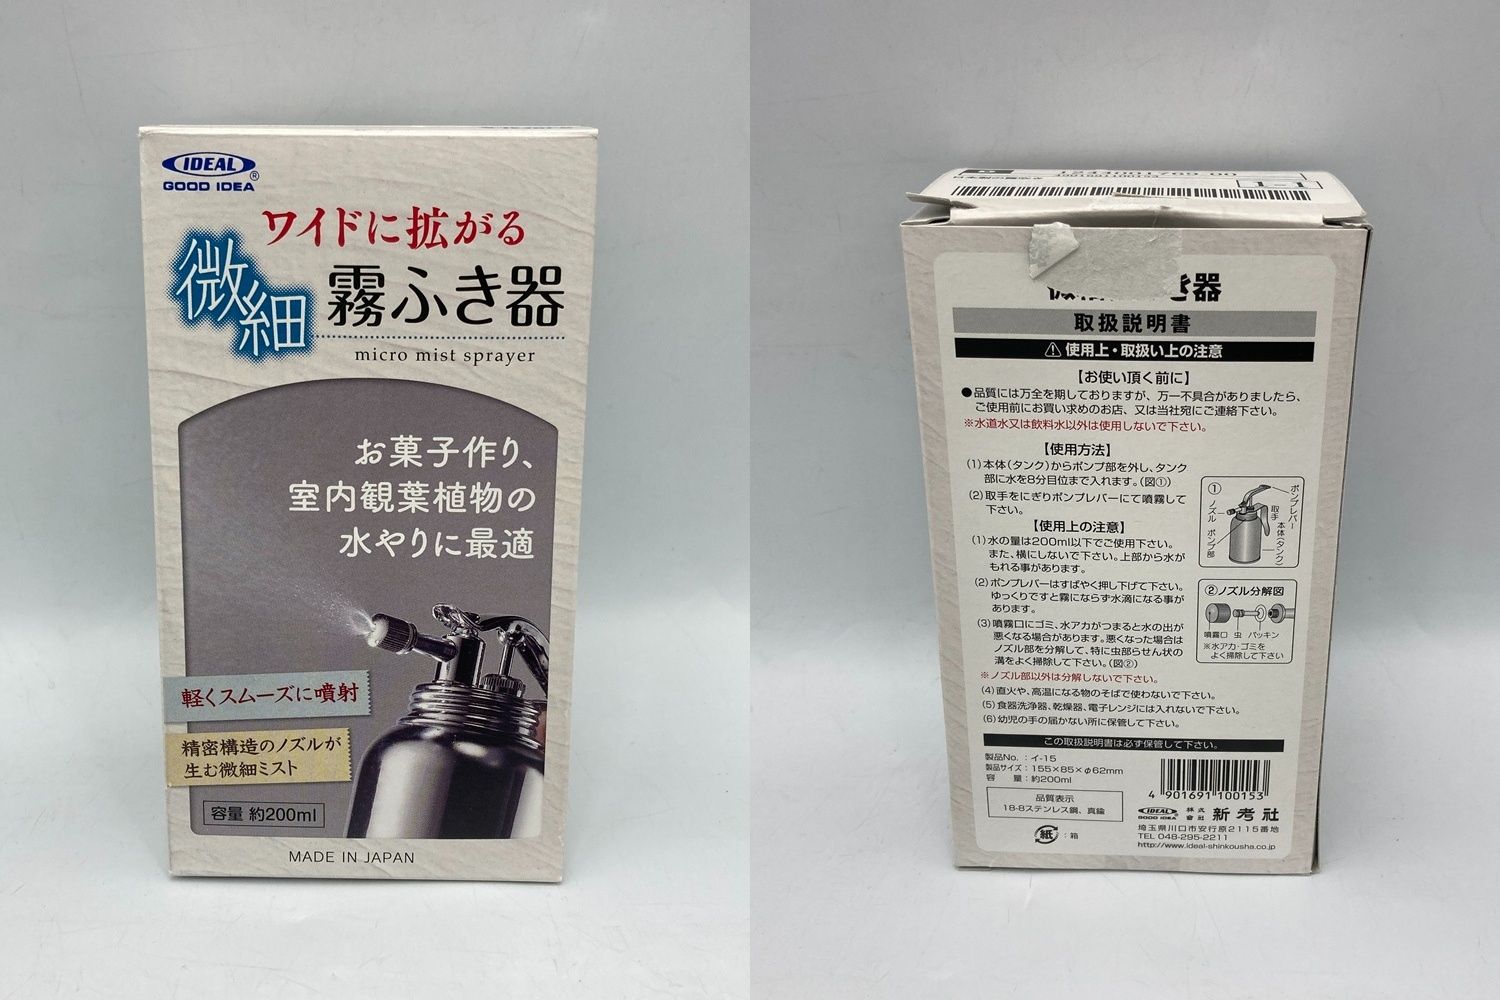 IDEAL
GOOD IDEA
®
ワイドに拡がる
微細
霧ふき器
micro mist sprayer
お菓子作り、
室内観葉植物の
水やりに最適
軽くスムーズに噴射
精密構造のノズルが
生む微細ミスト
容量 約200ml
MADE IN JAPAN
1-1
き器
取扱説明書
⚠使用上・取扱い上の注意
【お使い頂く前に】
●品質には万全を期しておりますが、万一不具合がありましたら、
ご使用前にお買い求めのお店、又は当社宛にご連絡下さい。
※水道水又は飲料水以外は使用しないで下さい。
【使用方法】
(1)本体(タンク)からポンプ部を外し、タンク
部に水を8分目位まで入れます。(図①)
(2)取手をにぎりポンプレバーにて噴霧して
下さい。
①
ポンプレバー
取手
本体(タンク)
ノズル
ポンプ部
【使用上の注意】
(1)水の量は200ml以下でご使用下さい。
また、横にしないで下さい。上部から水が
もれる事があります。
(2)ポンプレバーはすばやく押し下げて下さい。
ゆっくりですと霧にならず水滴になる事が
あります。
(3)噴霧口にゴミ、水アカがつまると水の出が
悪くなる場合があります。悪くなった場合は
ノズル部を分解して、特に虫部らせん状の
溝をよく掃除して下さい。(図②)
②ノズル分解図
噴霧口 虫 パッキン
※水アカ・ゴミを
よく掃除して下さい
※ノズル部以外は分解しないで下さい。
(4)直火や、高温になる物のそばで使わないで下さい。
(5)食器洗浄器、乾燥器、電子レンジには入れないで下さい。
(6)幼児の手の届かない所に保管して下さい。
この取扱説明書は必ず保管して下さい。
製品No.:イ-15
製品サイズ:155×85×φ62mm
容 量:約200ml
品質表示
18-8ステンレス鋼、真鍮
紙:箱
4 901691 100153
IDEAL
GOOD IDEA
株式会社 新考社
埼玉県川口市安行原2115番地
TEL 048-295-2211
http://www.ideal-shinkousha.co.jp